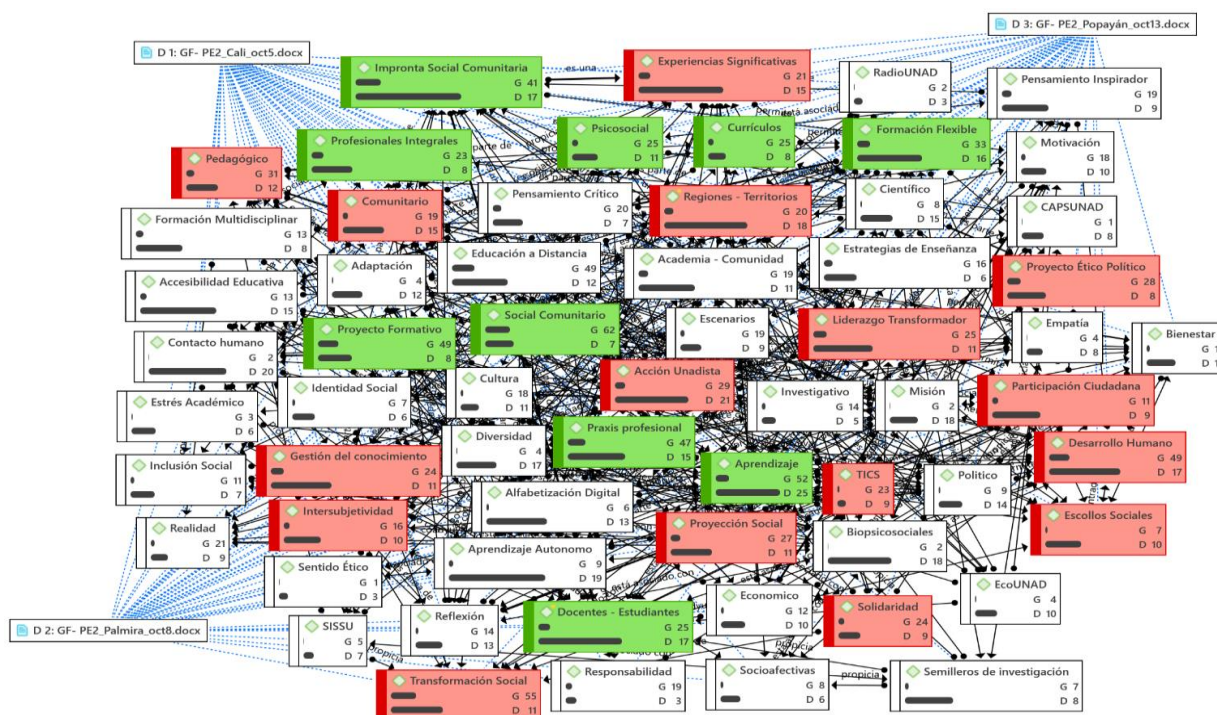 D 1: GF- PE2_Cali_oct5.docx
D 3: GF- PE2_Popayán_oct13.docx
Impronta Social Comunitaria
G 41
D 17
es una
Experiencias Significativas
G 21
D 15
RadioUNAD
G 2
D 3
Pensamiento Inspirador
G 19
D 9
Profesionales Integrales
G 23
D 8
Psicosocial
G 25
D 11
Currículos
G 25
D 8
Formación Flexible
G 33
D 16
Motivación
G 18
D 10
Pedagógico
G 31
D 12
parte de
Comunitario
G 19
D 15
Pensamiento Crítico
G 20
D 7
Regiones - Territorios
G 20
D 18
Científico
G 8
D 15
CAPSUNAD
G 1
D 8
Formación Multidisciplinar
G 13
D 8
Adaptación
G 4
D 12
Educación a Distancia
G 49
D 12
Academia - Comunidad
G 19
D 11
Estrategias de Enseñanza
G 16
D 6
Proyecto Ético Político
G 28
D 8
Accesibilidad Educativa
G 13
D 15
Proyecto Formativo
G 49
D 8
Social Comunitario
G 62
D 7
Escenarios
G 19
D 9
Liderazgo Transformador
G 25
D 11
Empatía
G 4
D 8
Bienestar
Contacto humano
G 2
D 20
Identidad Social
G 7
D 6
Cultura
G 18
D 11
Acción Unadista
G 29
D 21
Investigativo
G 14
D 5
Misión
G 2
D 18
Participación Ciudadana
G 11
D 9
Estrés Académico
G 3
D 6
Diversidad
G 4
D 17
Praxis profesional
G 47
D 15
Desarrollo Humano
G 49
D 17
Inclusión Social
G 11
D 7
Gestión del conocimiento
G 24
D 11
Aprendizaje
G 52
D 25
TICS
G 23
D 9
Politico
G 9
D 14
Alfabetización Digital
G 6
D 13
Intersubjetividad
G 16
D 10
Realidad
G 21
D 9
Proyección Social
G 27
D 11
Biopsicosociales
G 2
D 18
Escollos Sociales
G 7
D 10
Aprendizaje Autonomo
G 9
D 19
Sentido Ético
G 1
D 3
está asociado con
EcoUNAD
G 4
D 10
Economico
G 12
D 10
Solidaridad
G 24
D 9
Reflexión
G 14
D 13
Docentes - Estudiantes
G 25
D 17
D 2: GF- PE2_Palmira_oct8.docx
SISSU
G 5
D 7
propicia
Transformación Social
G 55
D 11
Responsabilidad
G 19
D 3
Socioafectivas
G 8
D 6
propicia
Semilleros de investigación
G 7
D 8